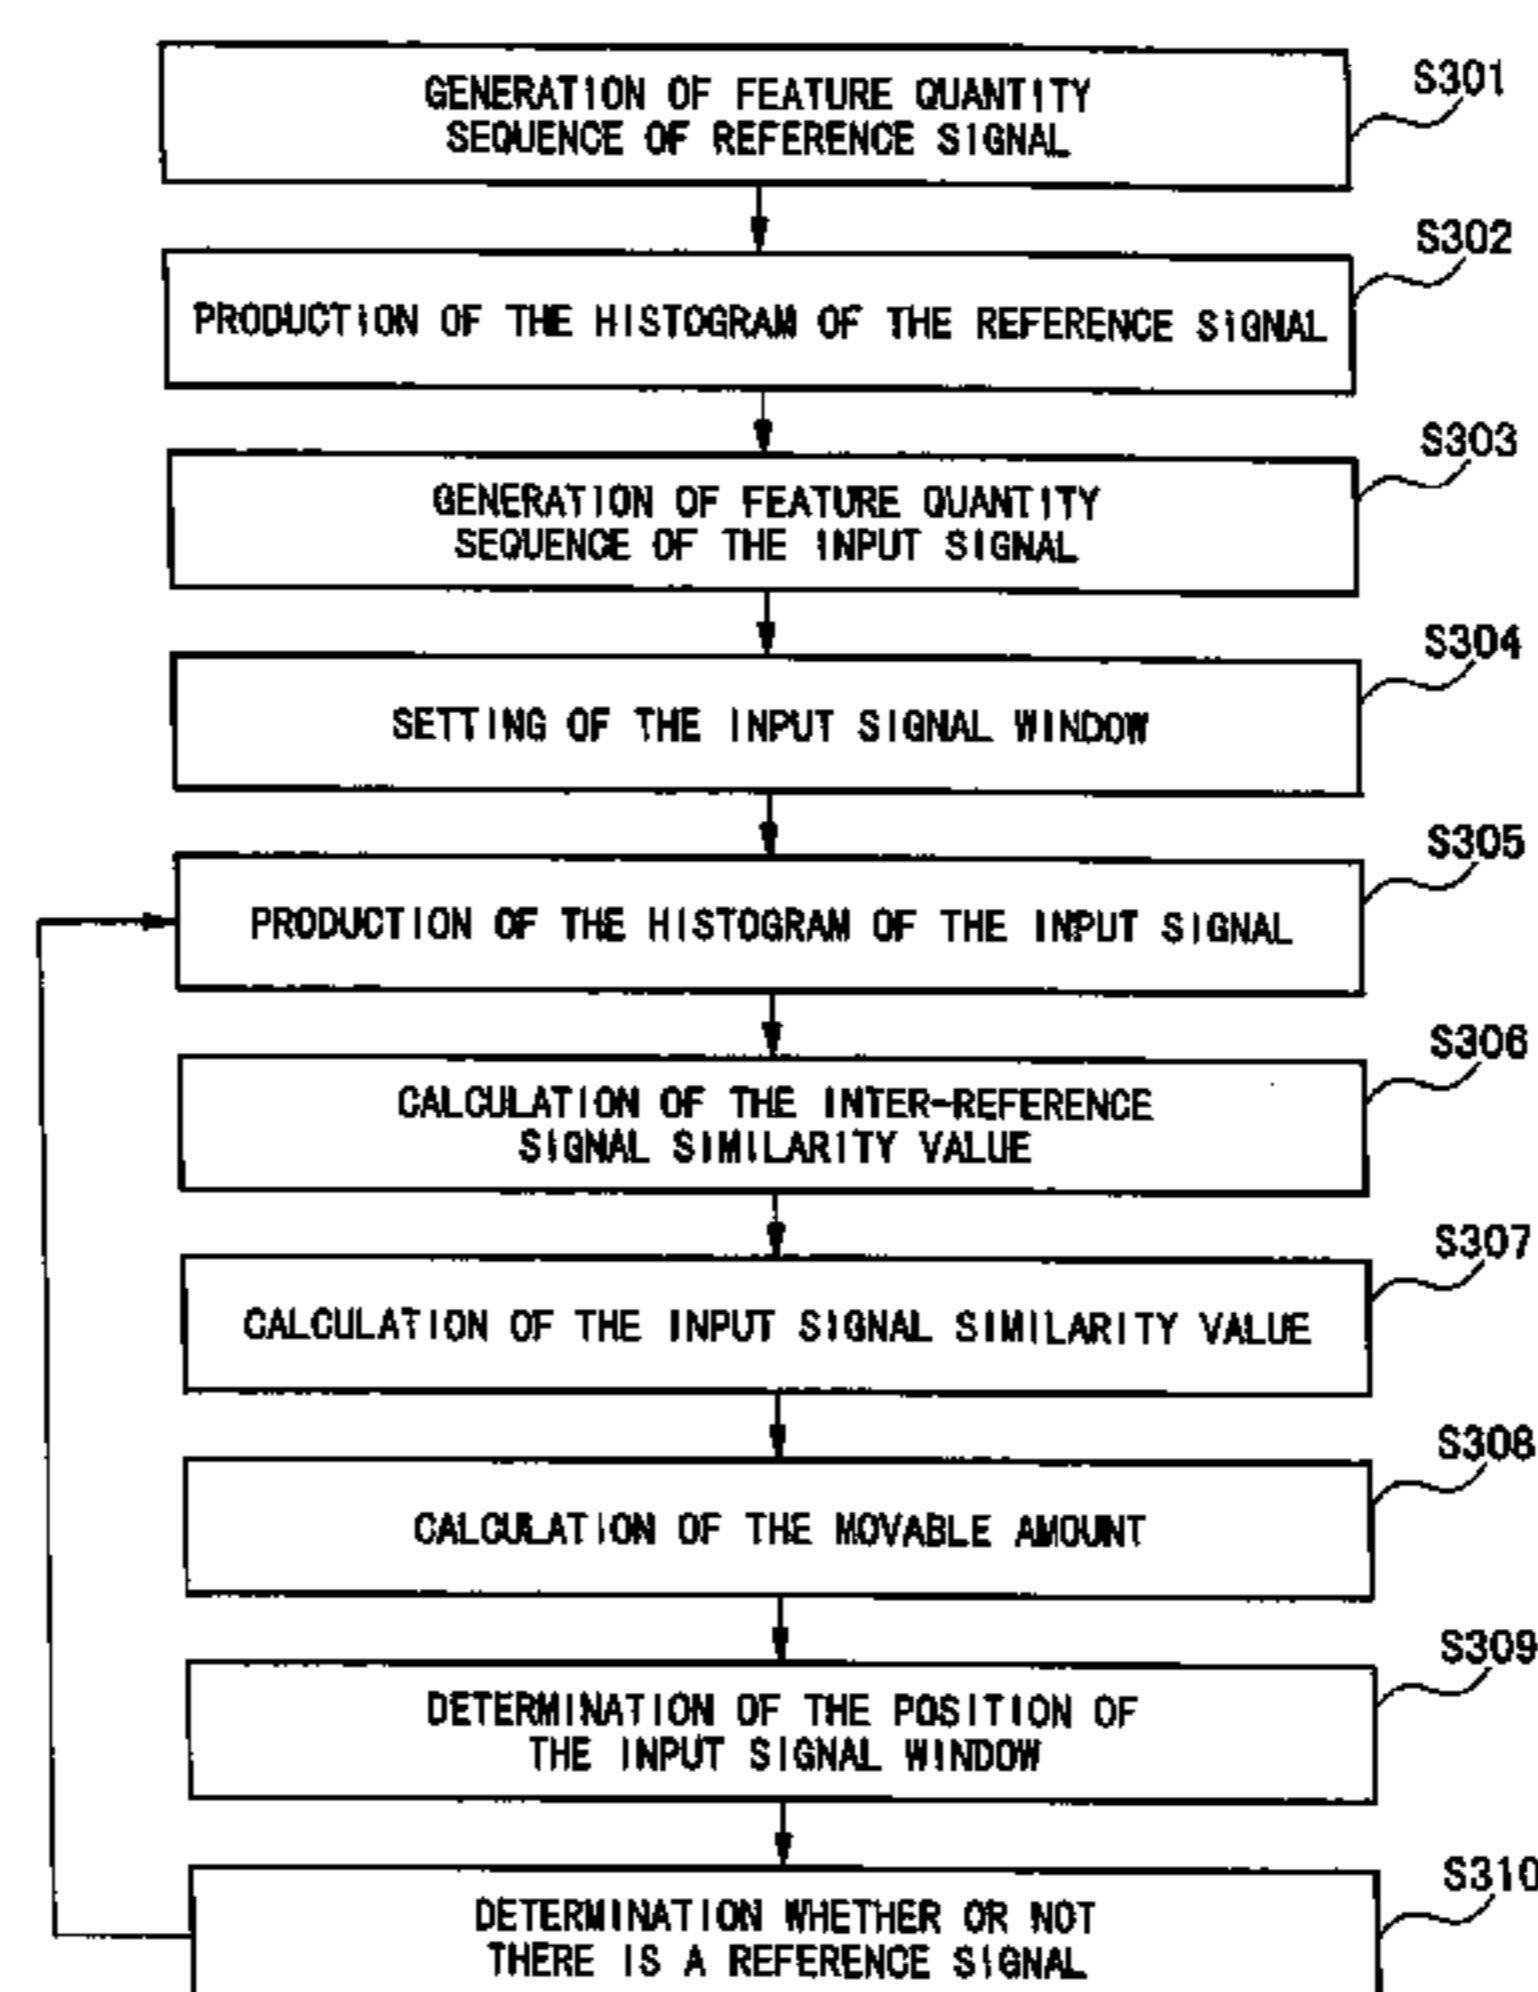 GENERATION OF FEATURE QUANTITY
SEQUENCE OF REFERENCE SIGNAL
S301
PRODUCTION OF THE HISTOGRAM OF THE REFERENCE SIGNAL
S302
GENERATION OF FEATURE QUANTITY
SEQUENCE OF THE INPUT SIGNAL
S303
SETTING OF THE INPUT SIGNAL WINDOW
S304
PRODUCTION OF THE HISTOGRAM OF THE INPUT SIGNAL
S305
CALCULATION OF THE INTER-REFERENCE
SIGNAL SIMILARITY VALUE
S306
CALCULATION OF THE INPUT SIGNAL SIMILARITY VALUE
S307
CALCULATION OF THE MOVABLE AMOUNT
S308
DETERMINATION OF THE POSITION OF
THE INPUT SIGNAL WINDOW
S309
DETERMINATION WHETHER OR NOT
THERE IS A REFERENCE SIGNAL
S310